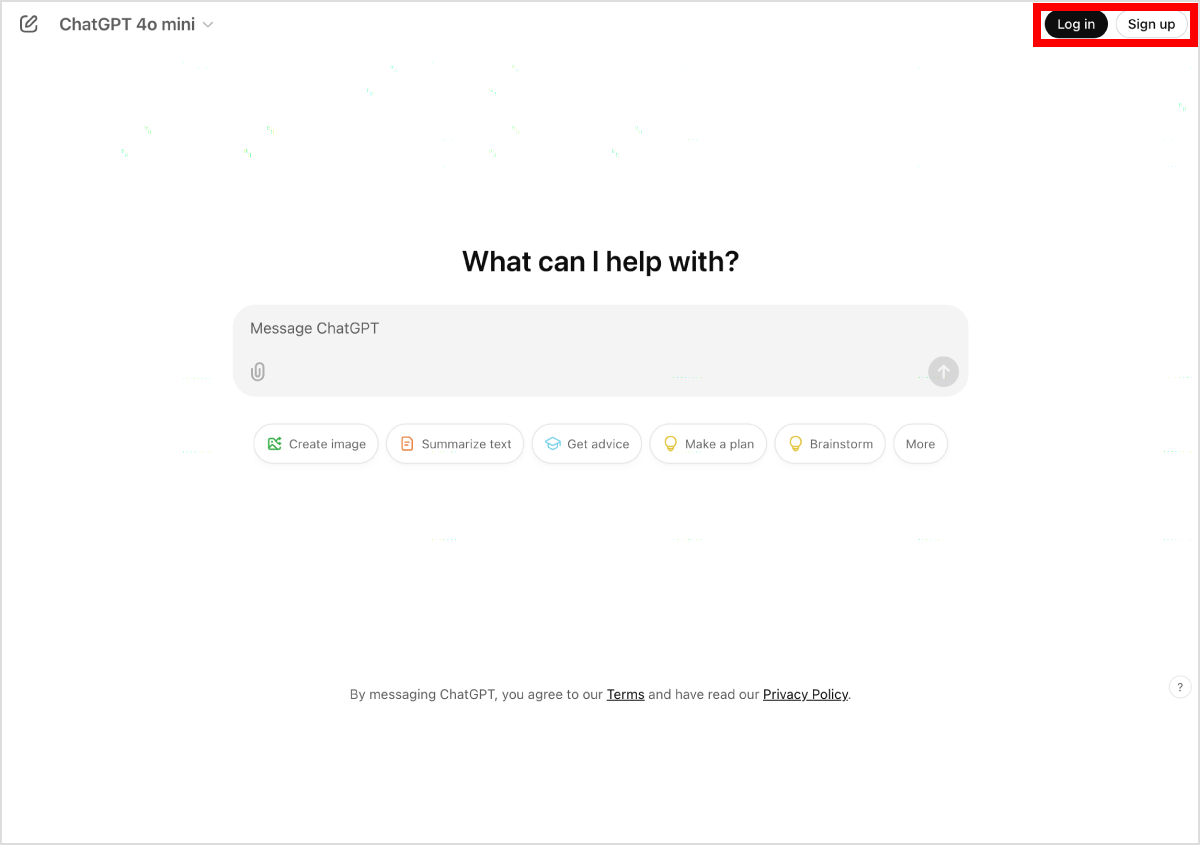 ChatGPT 4o mini
Log in
Sign up
What can I help with?
Message ChatGPT
Create image
Summarize text
Get advice
Make a plan
Brainstorm
More
By messaging ChatGPT, you agree to our Terms and have read our Privacy Policy.
?